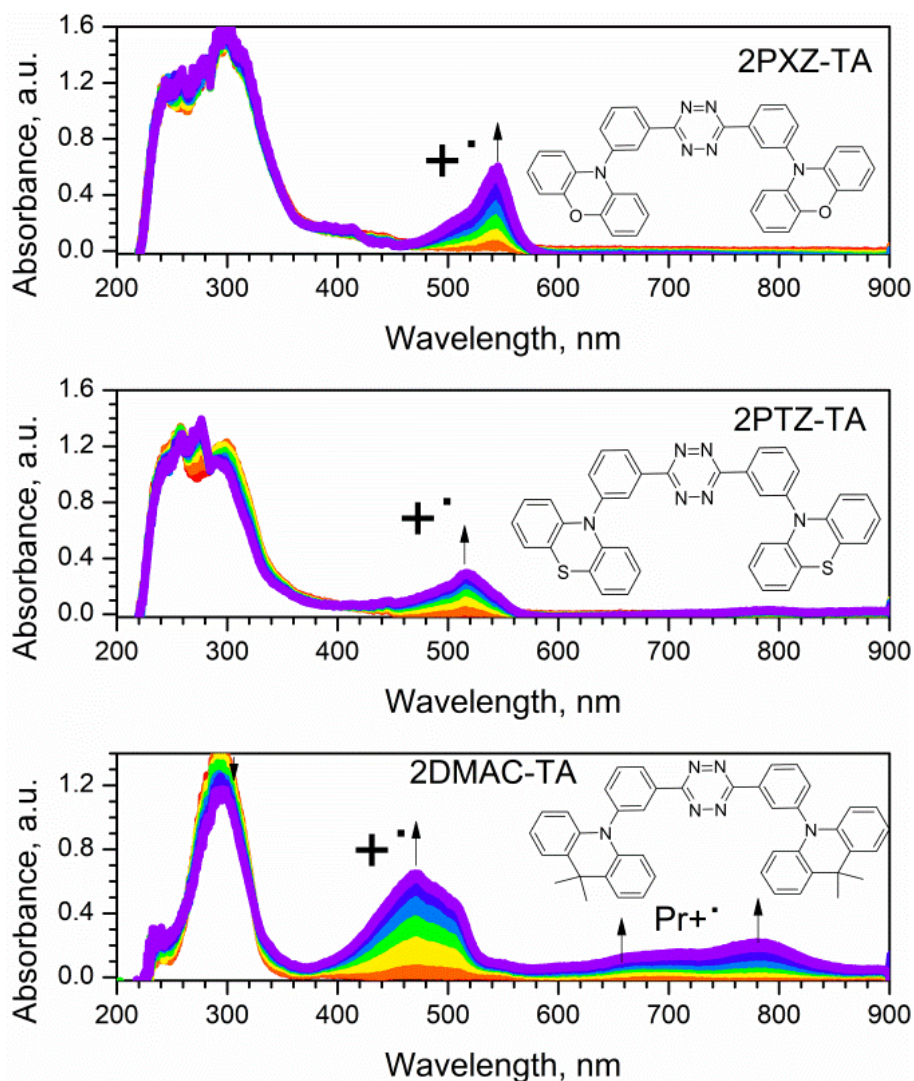 1.6
1.2
0.8
0.4
0.0
Absorbance, a.u.
2PXZ-TA
+·
N N
N N
N
O
N
O
200 300 400 500 600 700 800 900
Wavelength, nm
1.6
1.2
0.8
0.4
0.0
Absorbance, a.u.
2PTZ-TA
+·
N N
N N
N
S
N
S
200 300 400 500 600 700 800 900
Wavelength, nm
1.2
0.8
0.4
0.0
Absorbance, a.u.
2DMAC-TA
+·
N N
N N
N
N
Pr+·
200 300 400 500 600 700 800 900
Wavelength, nm